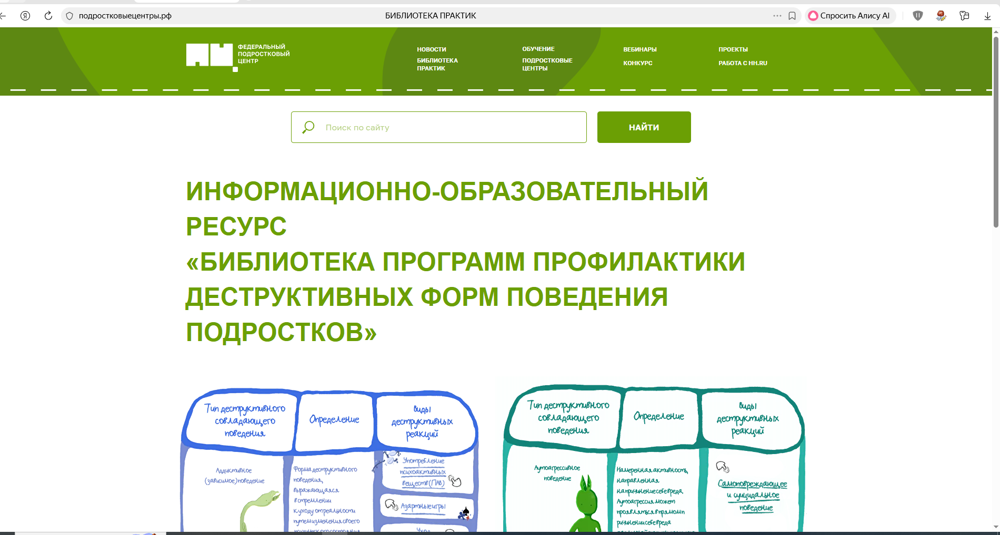 подростковыецентры.рф
БИБЛИОТЕКА ПРАКТИК
Спросить Алису AI
ФЕДЕРАЛЬНЫЙ
ПОДРОСТКОВЫЙ
ЦЕНТР
НОВОСТИ
БИБЛИОТЕКА
ПРАКТИК
ОБУЧЕНИЕ
ПОДРОСТКОВЫЕ
ЦЕНТРЫ
ВЕБИНАРЫ
КОНКУРС
ПРОЕКТЫ
РАБОТА С HH.RU
Поиск по сайту
НАЙТИ
ИНФОРМАЦИОННО-ОБРАЗОВАТЕЛЬНЫЙ
РЕСУРС
«БИБЛИОТЕКА ПРОГРАММ ПРОФИЛАКТИКИ
ДЕСТРУКТИВНЫХ ФОРМ ПОВЕДЕНИЯ
ПОДРОСТКОВ»
Тип деструктивного
совладающего
поведения
Определение
виды
деструктивных
реакций
Аддиктивное
(зависимое) поведение
Форма деструктивного
поведения,
выражающаяся
в стремлении
к уходу от реальности
путем изменения своего
психического состояния
Употребление
психоактивных
веществ (ПАВ)
Азартные игры
Уход
Тип деструктивного
совладающего
поведения
Определение
виды
деструктивных
реакций
Аутоагрессивное
поведение
Намеренная активность,
направленная
на причинение себе вреда.
Аутоагрессия может
проявляться в прямом п
ричинении себе вреда
Самоповреждающее
и суицидальное
поведение